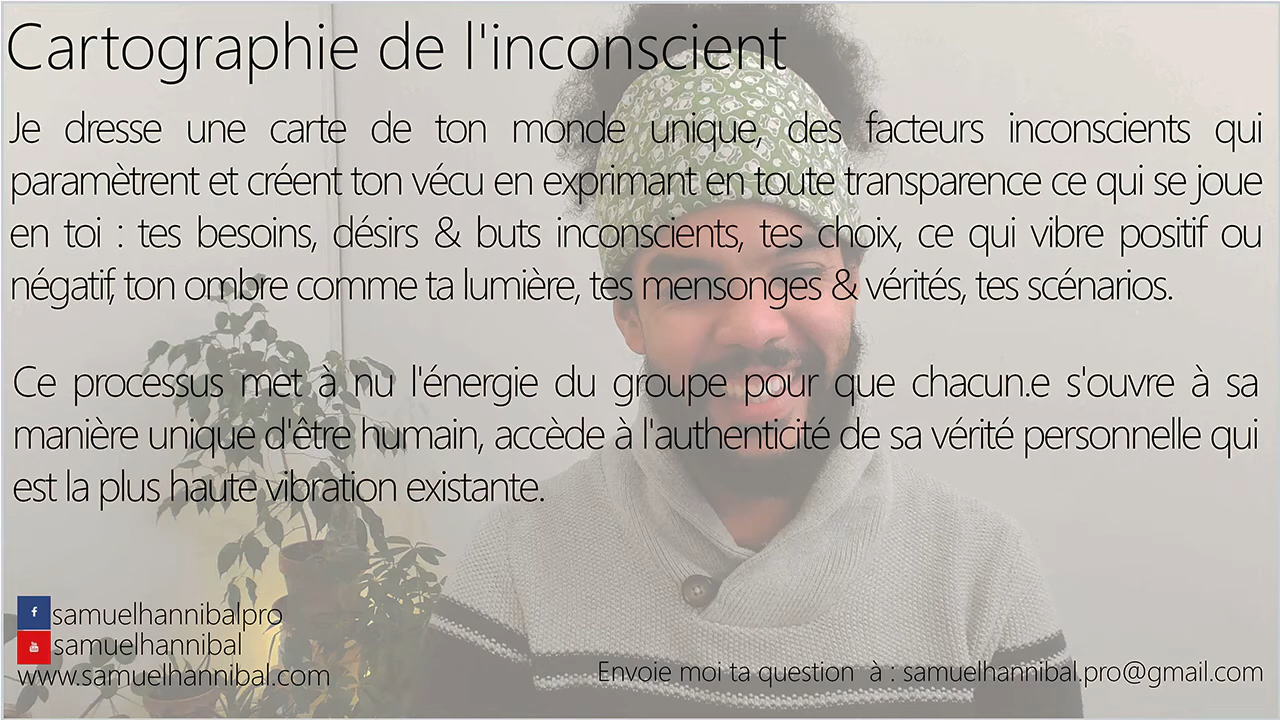 Cartographie de l'inconscient
Je dresse une carte de ton monde unique, des facteurs inconscients qui
paramètrent et créent ton vécu en exprimant en toute transparence ce qui se joue
en toi : tes besoins, désirs & buts inconscients, tes choix, ce qui vibre positif ou
négatif, ton ombre comme ta lumière, tes mensonges & vérités, tes scénarios.
Ce processus met à nu l'énergie du groupe pour que chacun.e s'ouvre à sa
manière unique d'être humain, accède à l'authenticité de sa vérité personnelle qui
est la plus haute vibration existante.
samuelhannibalpro
samuelhannibal
www.samuelhannibal.com
Envoie moi ta question à : samuelhannibal.pro@gmail.com